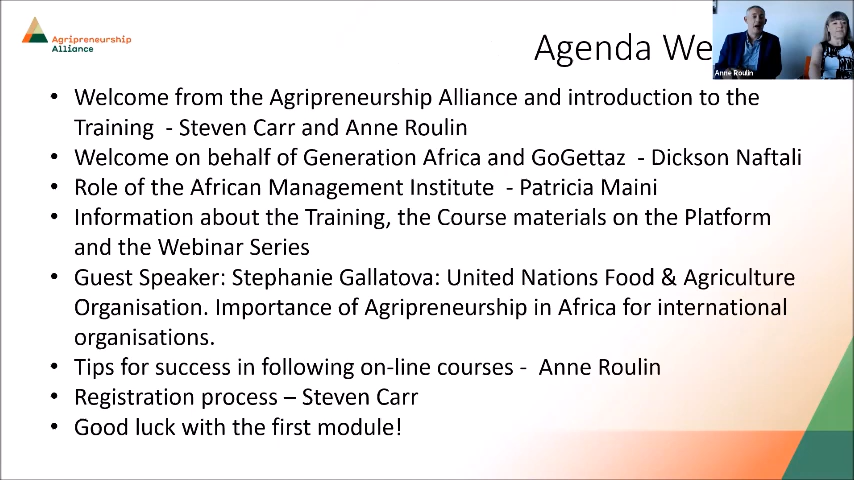 Agripreneurship
Alliance
Agenda We
Anne Roulin
• Welcome from the Agripreneurship Alliance and introduction to the
Training - Steven Carr and Anne Roulin
• Welcome on behalf of Generation Africa and GoGettaz - Dickson Naftali
• Role of the African Management Institute - Patricia Maini
• Information about the Training, the Course materials on the Platform
and the Webinar Series
• Guest Speaker: Stephanie Gallatova: United Nations Food & Agriculture
Organisation. Importance of Agripreneurship in Africa for international
organisations.
• Tips for success in following on-line courses - Anne Roulin
• Registration process – Steven Carr
• Good luck with the first module!